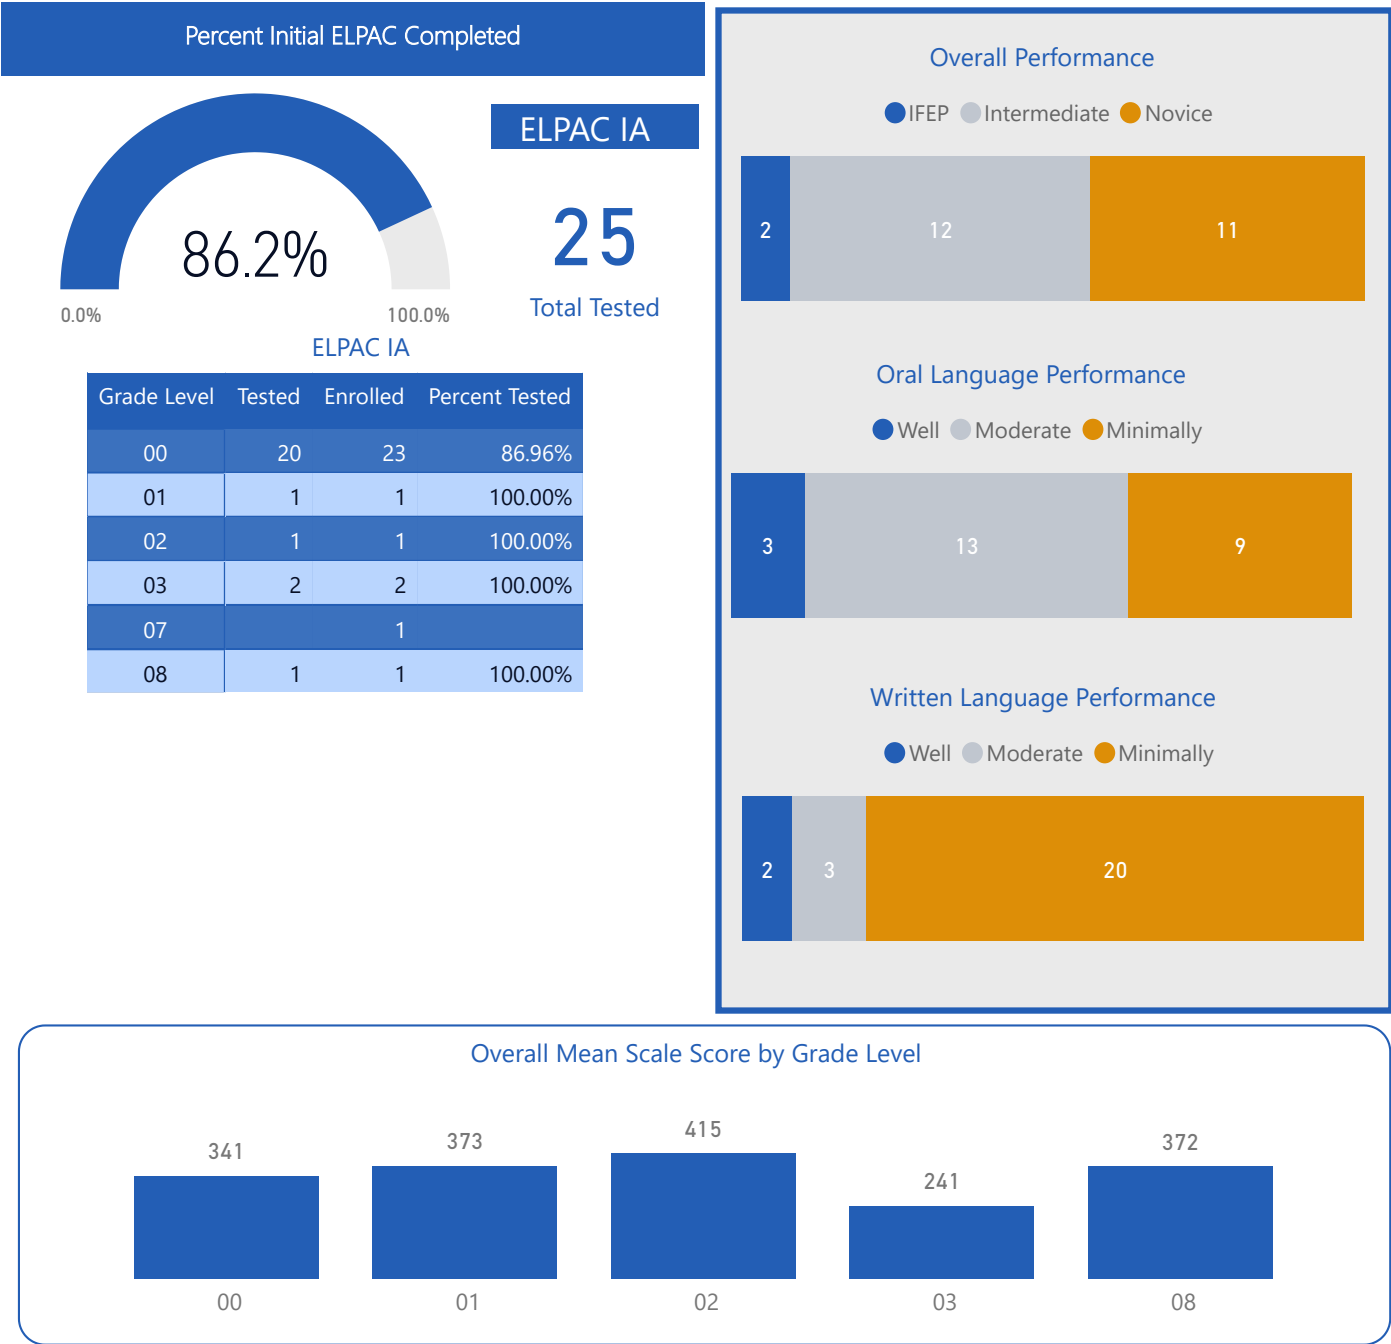 Percent Initial ELPAC Completed
ELPAC IA
86.2%
0.0%
100.0%
25
Total Tested
ELPAC IA
Grade Level Tested Enrolled Percent Tested
00 20 23 86.96%
01 1 1 100.00%
02 1 1 100.00%
03 2 2 100.00%
07 1
08 1 1 100.00%
Overall Performance
IFEP Intermediate Novice
2 12 11
Oral Language Performance
Well Moderate Minimally
3 13 9
Written Language Performance
Well Moderate Minimally
2 3 20
Overall Mean Scale Score by Grade Level
341 373 415 241 372
00 01 02 03 08